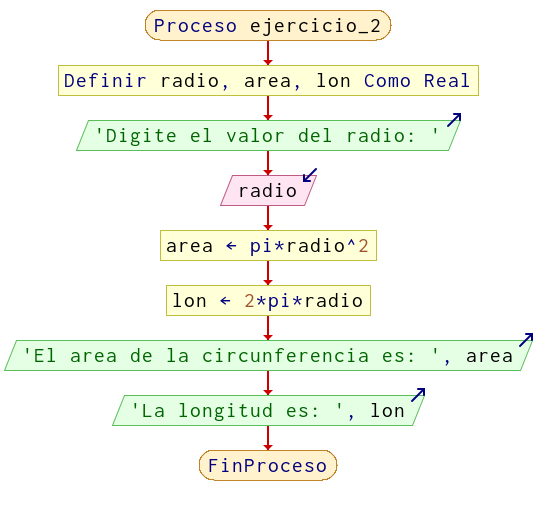 Proceso ejercicio_2
Definir radio, area, lon Como Real
'Digite el valor del radio: '
radio
area ← pi*radio^2
lon ← 2*pi*radio
'El area de la circunferencia es: ', area
'La longitud es: ', lon
FinProceso